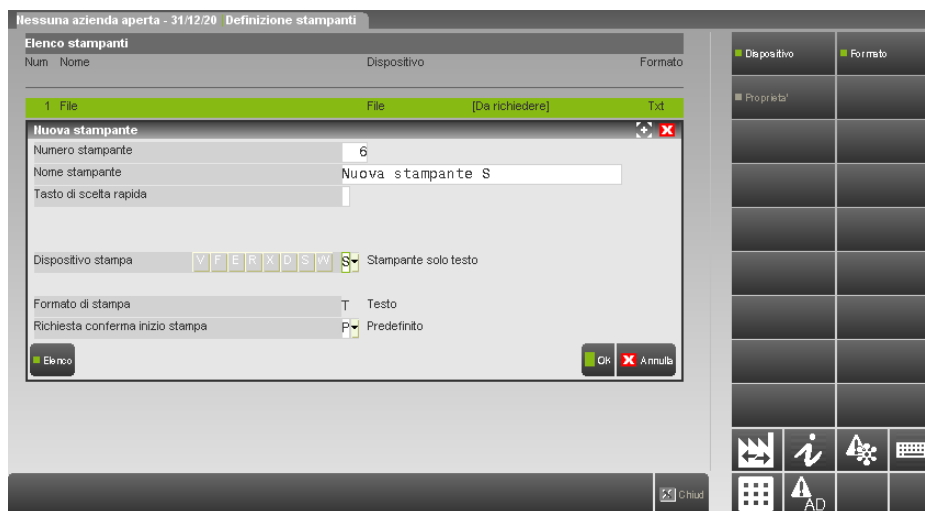 Nessuna azienda aperta - 31/12/20 Definizione stampanti
Elenco stampanti
Num Nome Dispositivo Formato
1 File File [Da richiedere] Txt
Nuova stampante
Numero stampante 6
Nome stampante Nuova stampante S
Tasto di scelta rapida
Dispositivo stampa V F E R X D S W S Stampante solo testo
Formato di stampa T Testo
Richiesta conferma inizio stampa P Predefinito
Elenco Ok Annulla
Chiud
Dispositivo Formato
Proprieta'
AD